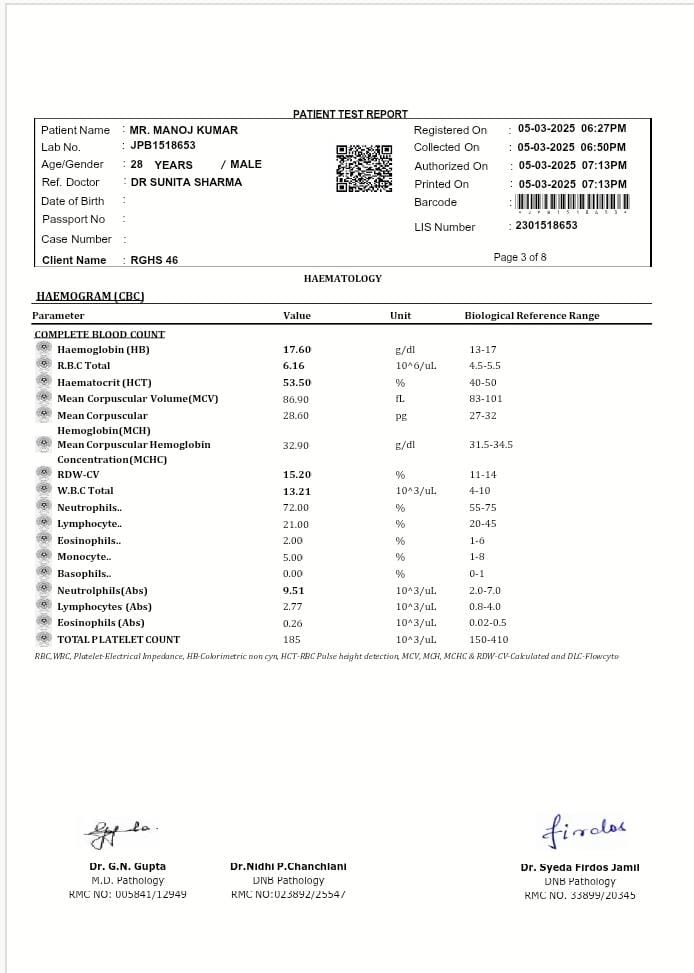 PATIENT TEST REPORT
Patient Name : MR. MANOJ KUMAR
Lab No. : JPB1518653
Age/Gender : 28 YEARS / MALE
Ref. Doctor : DR SUNITA SHARMA
Date of Birth :
Passport No :
Case Number :
Client Name : RGHS 46
Registered On : 05-03-2025 06:27PM
Collected On : 05-03-2025 06:50PM
Authorized On : 05-03-2025 07:13PM
Printed On : 05-03-2025 07:13PM
Barcode :
LIS Number : 2301518653
Page 3 of 8
HAEMATOLOGY
HAEMOGRAM (CBC)
Parameter Value Unit Biological Reference Range
COMPLETE BLOOD COUNT
Haemoglobin (HB) 17.60 g/dl 13-17
R.B.C Total 6.16 10^6/uL 4.5-5.5
Haematocrit (HCT) 53.50 % 40-50
Mean Corpuscular Volume(MCV) 86.90 fL 83-101
Mean Corpuscular 28.60 pg 27-32
Hemoglobin(MCH)
Mean Corpuscular Hemoglobin 32.90 g/dl 31.5-34.5
Concentration(MCHC)
RDW-CV 15.20 % 11-14
W.B.C Total 13.21 10^3/uL 4-10
Neutrophils.. 72.00 % 55-75
Lymphocyte.. 21.00 % 20-45
Eosinophils.. 2.00 % 1-6
Monocyte.. 5.00 % 1-8
Basophils.. 0.00 % 0-1
Neutrolphils(Abs) 9.51 10^3/uL 2.0-7.0
Lymphocytes (Abs) 2.77 10^3/uL 0.8-4.0
Eosinophils (Abs) 0.26 10^3/uL 0.02-0.5
TOTAL PLATELET COUNT 185 10^3/uL 150-410
RBC,WBC, Platelet-Electrical Impedance, HB-Colorimetric non cyn, HCT-RBC Pulse height detection, MCV, MCH, MCHC & RDW-CV-Calculated and DLC-Flowcyto
Firdos
Dr. G.N. Gupta
M.D. Pathology
RMC NO: 005841/12949
Dr.Nidhi P.Chanchlani
DNB Pathology
RMC NO:023892/25547
Dr. Syeda Firdos Jamil
DNB Pathology
RMC NO. 33899/20345